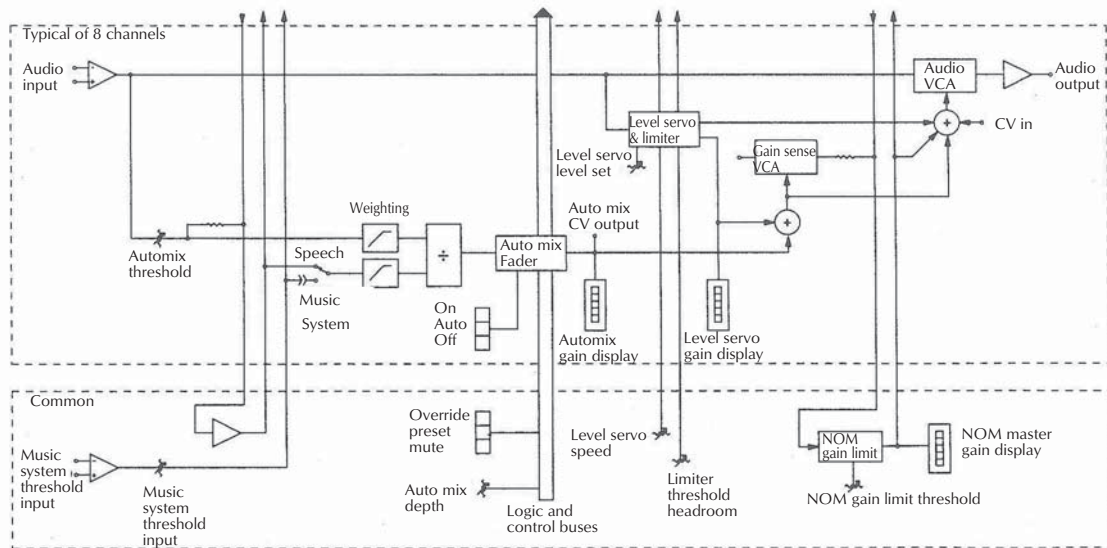 Typical of 8 channels
Audio
input
Audio
VCA
Audio
output
Level servo
& limiter
CV in
Gain sense
VCA
Level servo
level set
Weighting
Auto mix
CV output
Automix
threshold
Speech
÷
Auto mix
Fader
Music
System
On
Auto
Off
Automix
gain display
Level servo
gain display
Common
Override
preset
mute
Level servo
speed
NOM
gain limit
NOM master
gain display
Music
system
threshold
input
Music
system
threshold
input
Auto mix
depth
Logic and
control buses
Limiter
threshold
headroom
NOM gain limit threshold